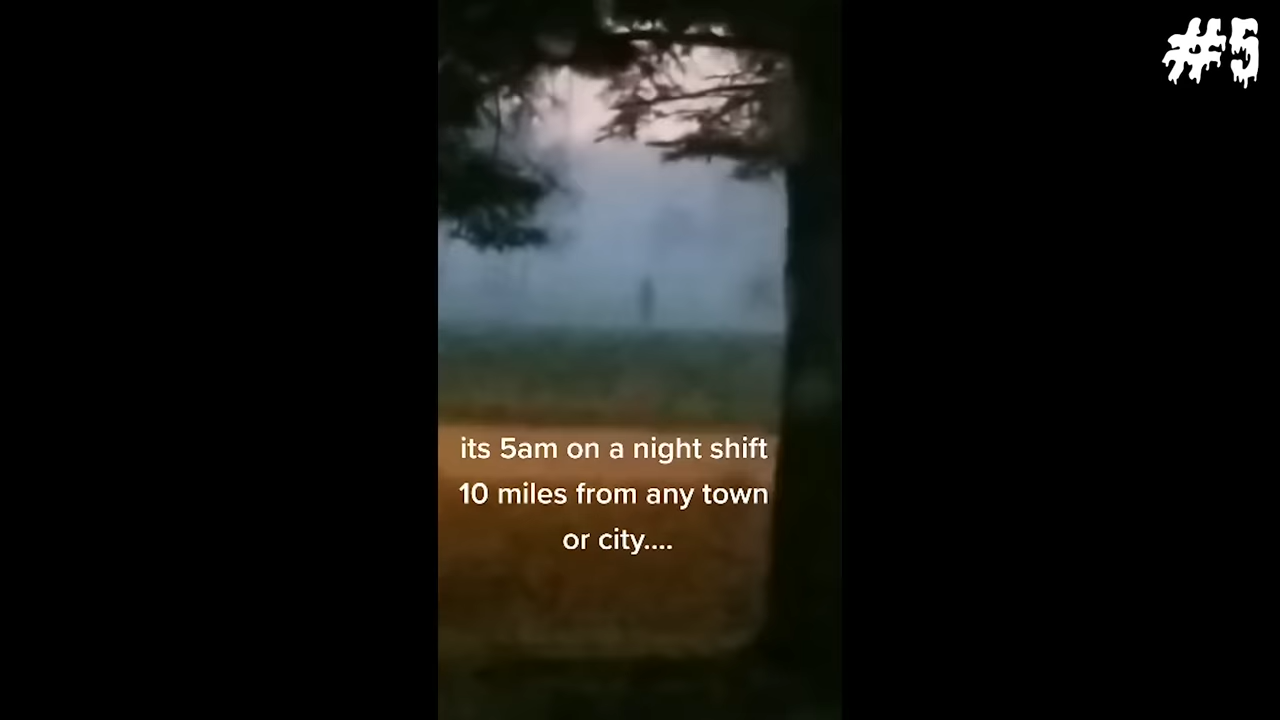 #5
its 5am on a night shift
10 miles from any town
or city....